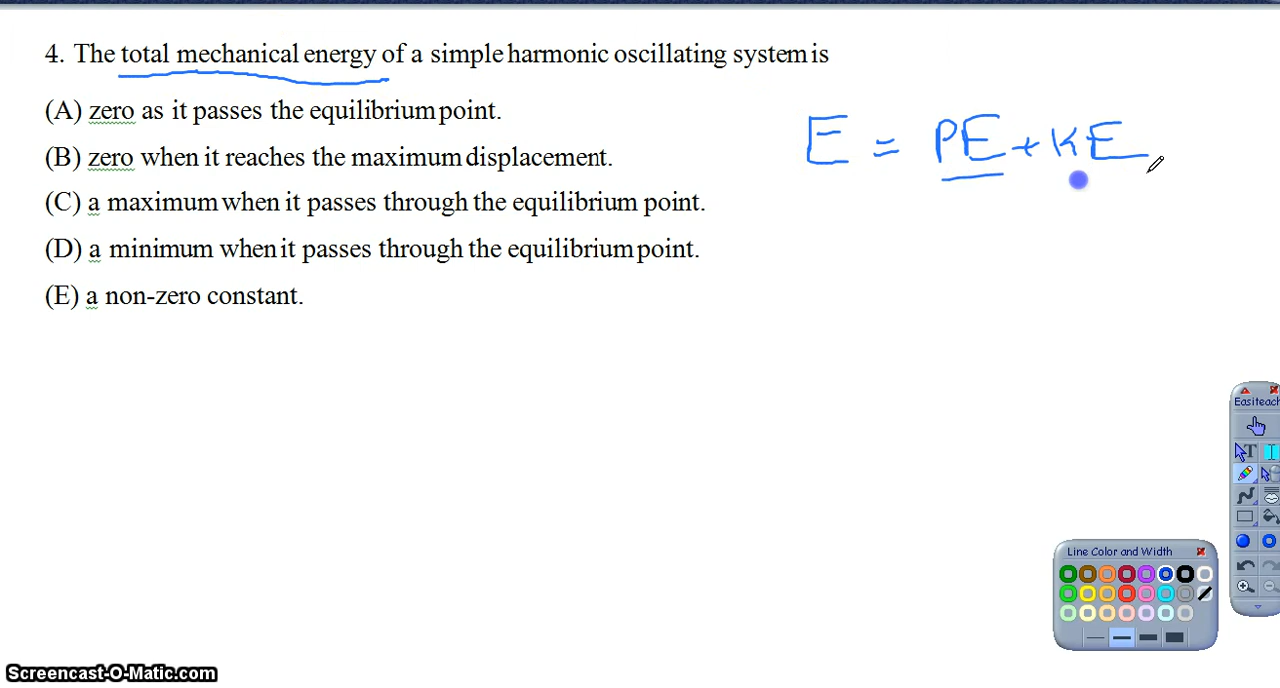 4. The total mechanical energy of a simple harmonic oscillating system is
(A) zero as it passes the equilibrium point.
(B) zero when it reaches the maximum displacement.
(C) a maximum when it passes through the equilibrium point.
(D) a minimum when it passes through the equilibrium point.
(E) a non-zero constant.
E = PE + KE
Easiteach
T
Line Color and Width
Screencast-O-Matic.com